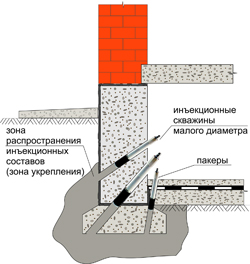 инъекционные
скважины
малого диаметра
зона
распространения
инъекционных
составов
(зона укрепления)
пакеры